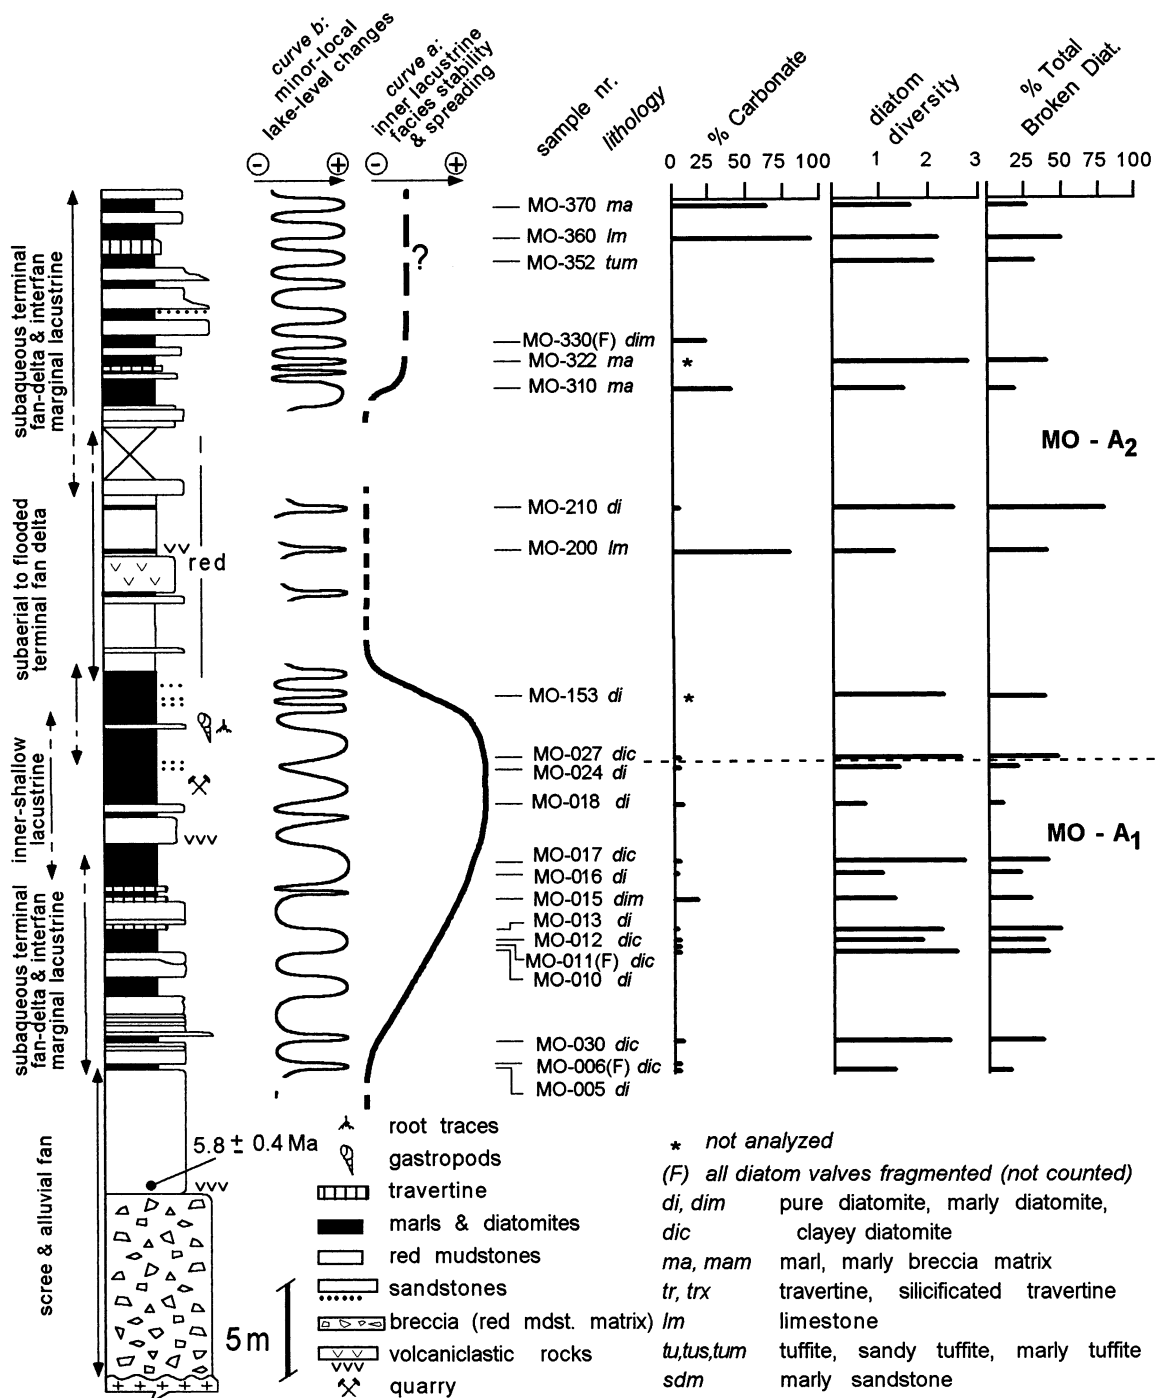 curve b:
minor-local
lake-level changes
curve a:
inner lacustrine
facies stability
& spreading
sample nr.
lithology
% Carbonate
diatom
diversity
% Total
Broken Diat.
- + - +
0 25 50 75 100
1 2 3
25 50 75 100
subaqueous terminal
fan-delta & interfan
marginal lacustrine
subaerial to flooded
terminal fan delta
inner-shallow
lacustrine
subaqueous terminal
fan-delta & interfan
marginal lacustrine
scree & alluvial fan
?
red
MO-370 ma
MO-360 lm
MO-352 tum
MO-330(F) dim
MO-322 ma *
MO-310 ma
MO - A2
MO-210 di
MO-200 lm
MO-153 di *
MO-027 dic
MO-024 di
MO-018 di
MO - A1
MO-017 dic
MO-016 di
MO-015 dim
MO-013 di
MO-012 dic
MO-011(F) dic
MO-010 di
MO-030 dic
MO-006(F) dic
MO-005 di
5.8 ± 0.4 Ma
5m
root traces
gastropods
travertine
marls & diatomites
red mudstones
sandstones
breccia (red mdst. matrix)
volcaniclastic rocks
quarry
* not analyzed
(F) all diatom valves fragmented (not counted)
di, dim pure diatomite, marly diatomite,
dic clayey diatomite
ma, mam marl, marly breccia matrix
tr, trx travertine, silicificated travertine
lm limestone
tu,tus,tum tuffite, sandy tuffite, marly tuffite
sdm marly sandstone